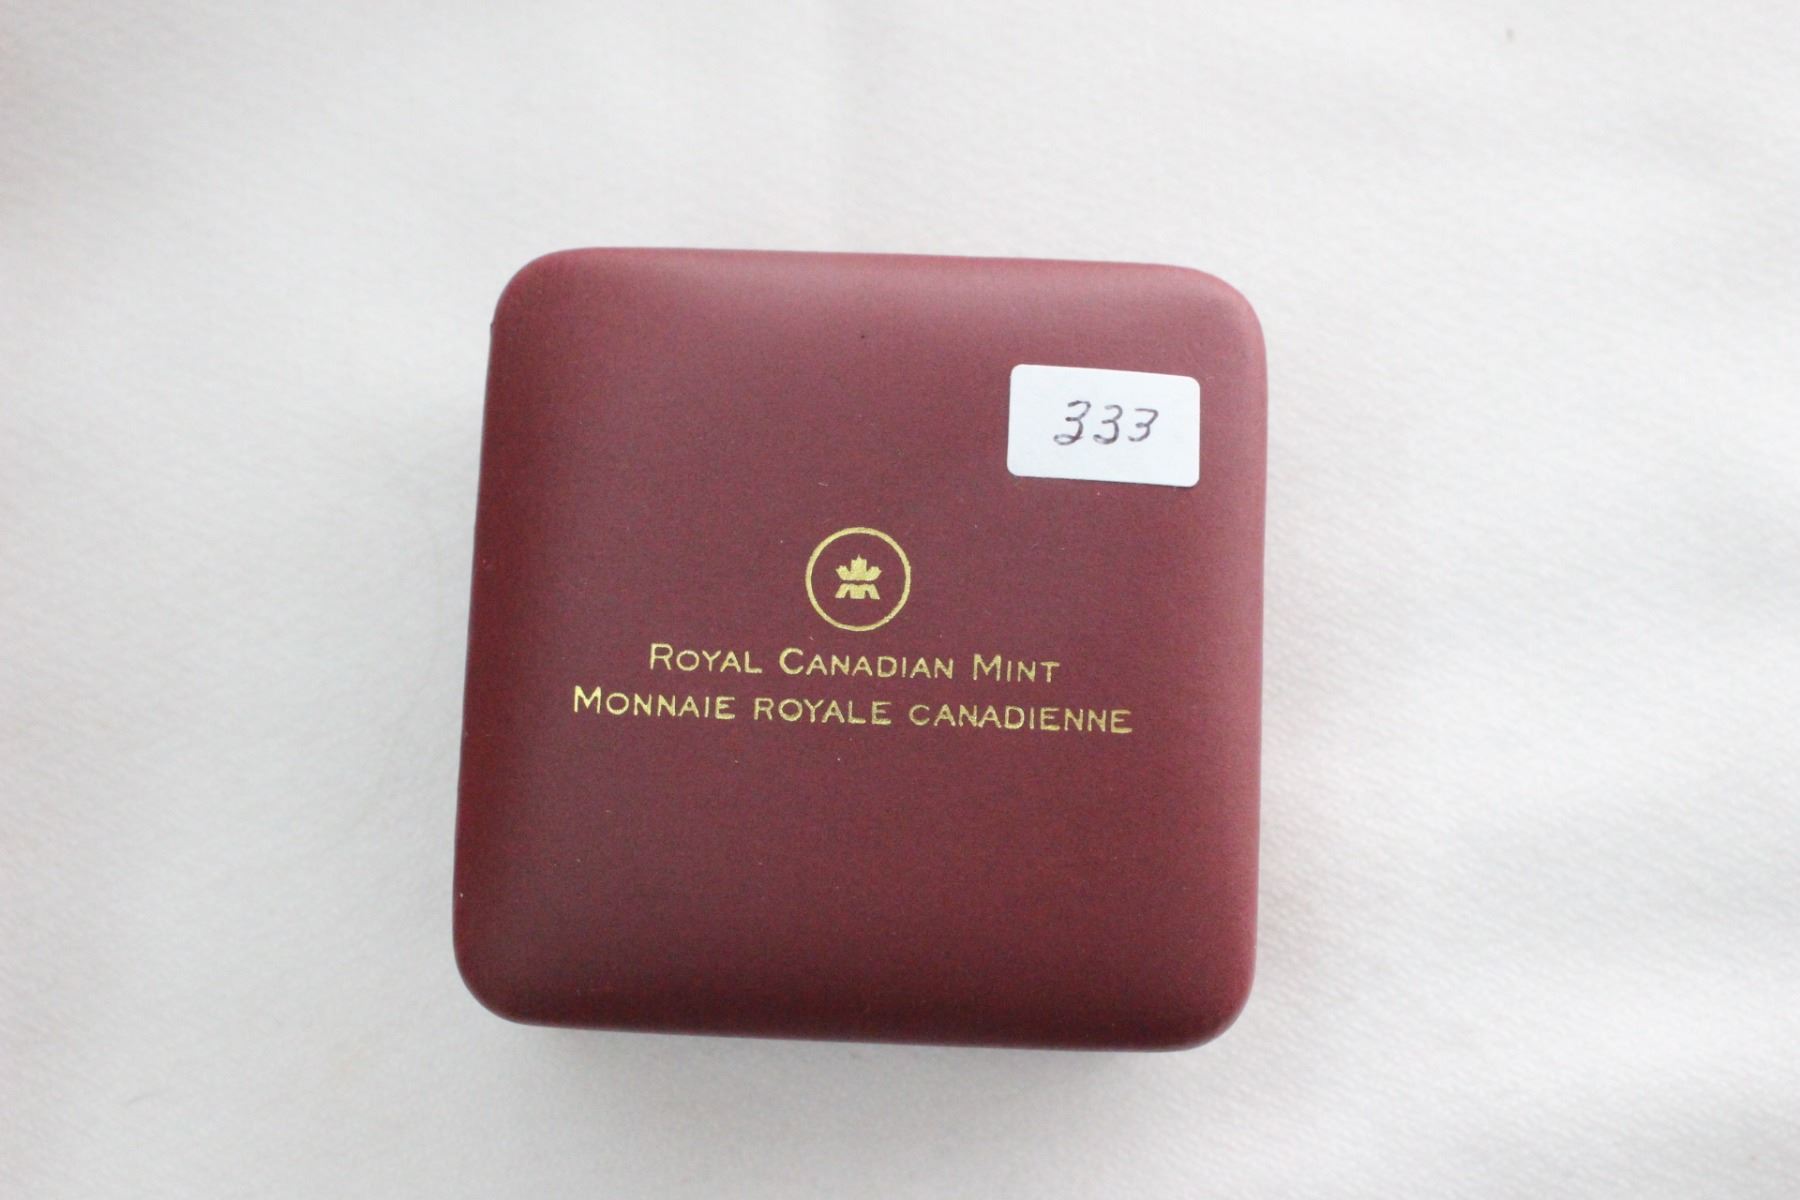 333
ROYAL CANADIAN MINT
MONNAIE ROYALE CANADIENNE